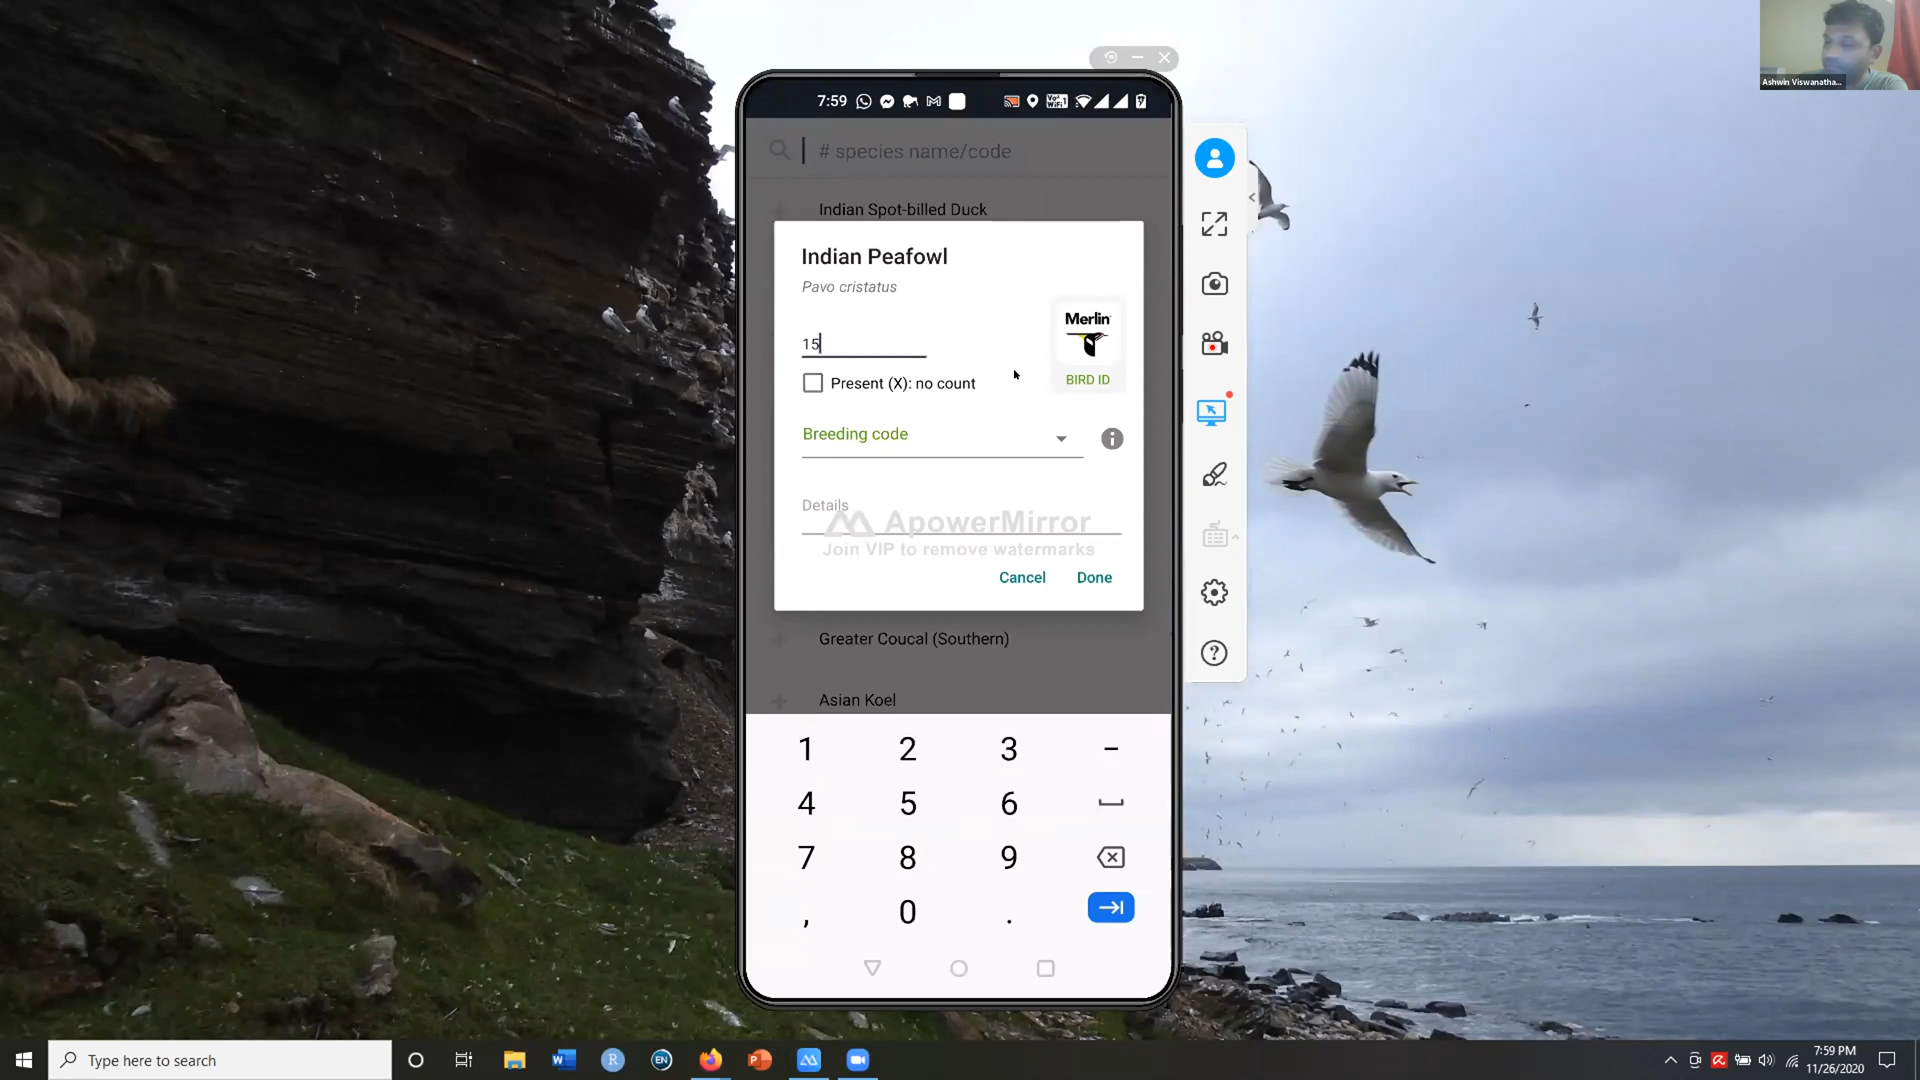 Ashwin Viswanatha...
7:59
Vo
WiFi
# species name/code
Indian Spot-billed Duck
Indian Peafowl
Pavo cristatus
15
Merlin
BIRD ID
Present (X): no count
Breeding code
Details
ApowerMirror
Join VIP to remove watermarks
Cancel
Done
Greater Coucal (Southern)
Asian Koel
1 2 3 -
4 5 6
7 8 9
, 0 .
Type here to search
W
R
EN
P
7:59 PM
11/26/2020